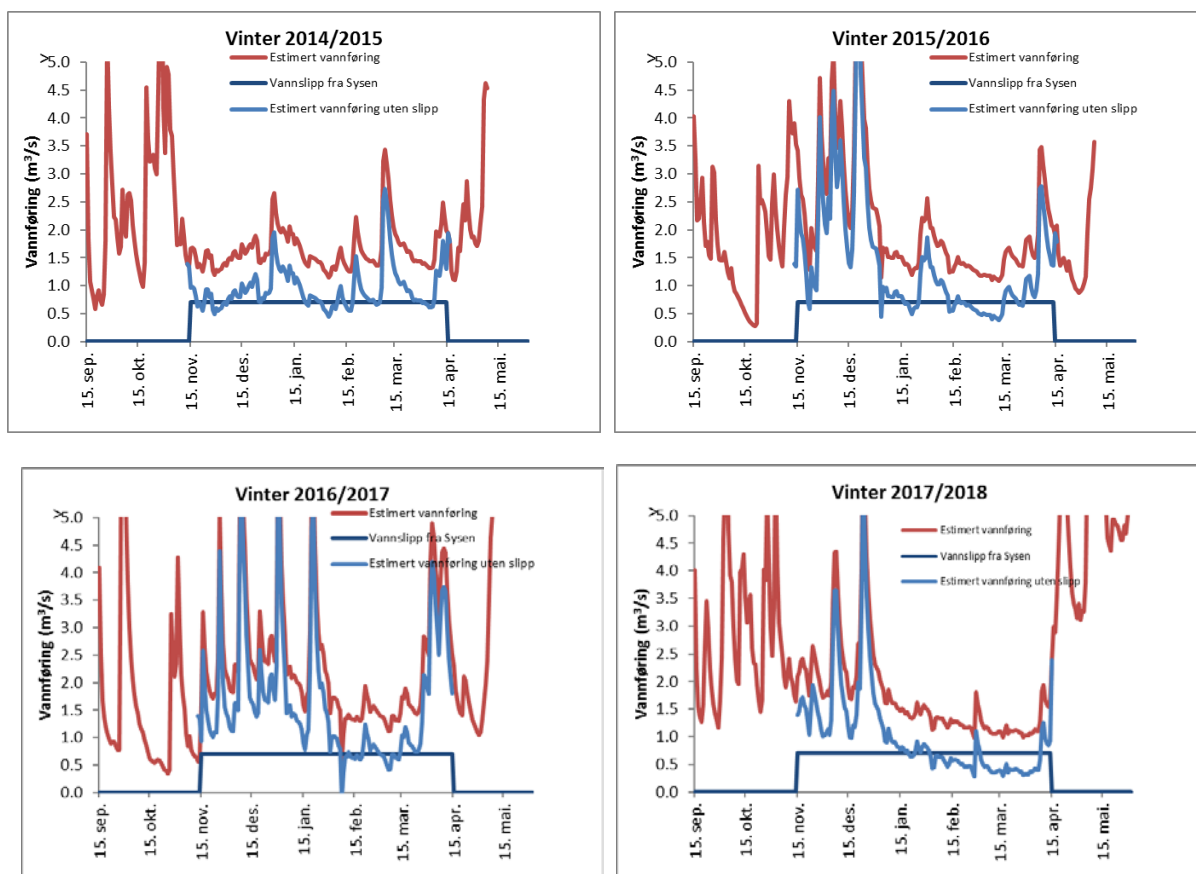 Vinter 2014/2015
Estimert vannføring
Vannslipp fra Sysen
Estimert vannføring uten slipp
Vannføring (m³/s)
5.0
4.5
4.0
3.5
3.0
2.5
2.0
1.5
1.0
0.5
0.0
15. sep.
15. okt.
15. nov.
15. des.
15. jan.
15. feb.
15. mar.
15. apr.
15. mai.
Vinter 2015/2016
Estimert vannføring
Vannslipp fra Sysen
Estimert vannføring uten slipp
Vannføring (m³/s)
5.0
4.5
4.0
3.5
3.0
2.5
2.0
1.5
1.0
0.5
0.0
15. sep.
15. okt.
15. nov.
15. des.
15. jan.
15. feb.
15. mar.
15. apr.
15. mai.
Vinter 2016/2017
Estimert vannføring
Vannslipp fra Sysen
Estimert vannføring uten slipp
Vannføring (m³/s)
5.0
4.5
4.0
3.5
3.0
2.5
2.0
1.5
1.0
0.5
0.0
15. sep.
15. okt.
15. nov.
15. des.
15. jan.
15. feb.
15. mar.
15. apr.
15. mai.
Vinter 2017/2018
Estimert vannføring
Vannslipp fra Sysen
Estimert vannføring uten slipp
Vannføring (m³/s)
5.0
4.5
4.0
3.5
3.0
2.5
2.0
1.5
1.0
0.5
0.0
15. sep.
15. okt.
15. nov.
15. des.
15. jan.
15. feb.
15. mar.
15. apr.
15. mai.